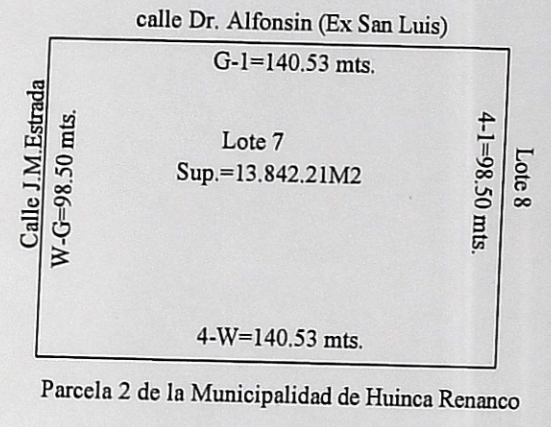 calle Dr. Alfonsin (Ex San Luis)
G-1=140.53 mts.
Calle J.M.Estrada
W-G=98.50 mts.
Lote 7
Sup.=13.842.21M2
4-1=98.50 mts.
Lote 8
4-W=140.53 mts.
Parcela 2 de la Municipalidad de Huinca Renanco